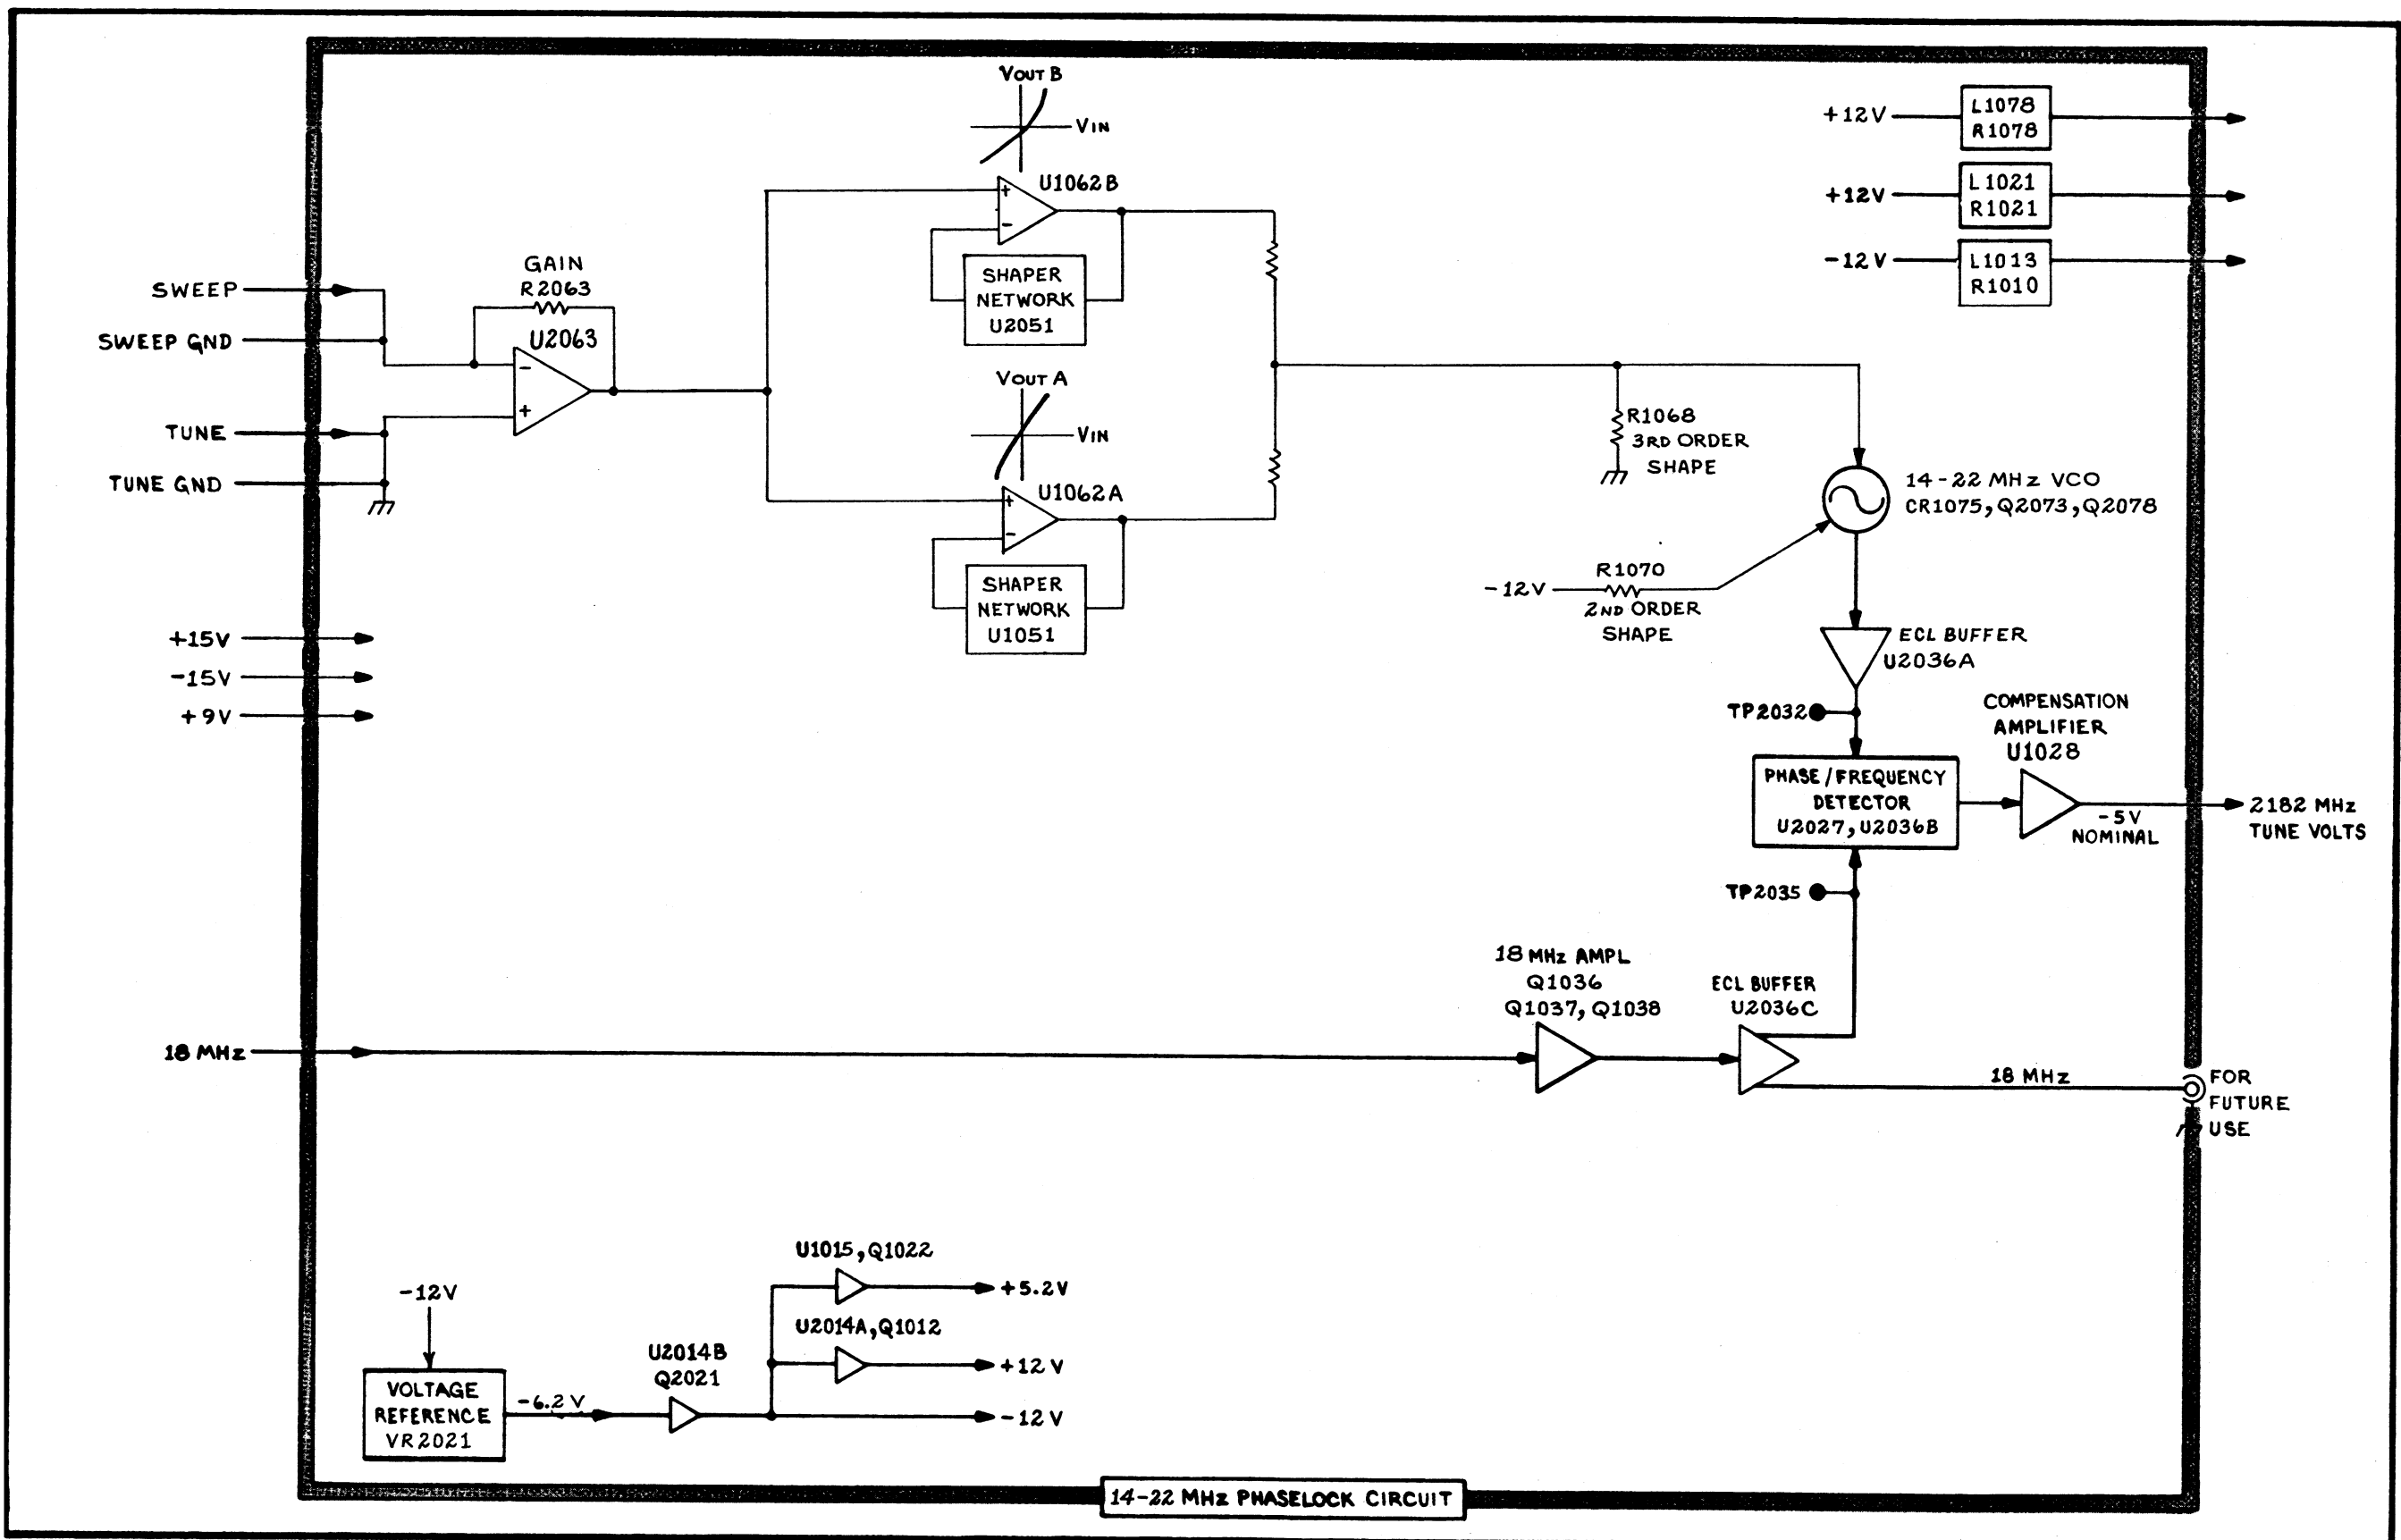 VOUT B
VIN
U1062B
SHAPER
NETWORK
U2051
+
-
+12V
L1078
R1078
+12V
L1021
R1021
-12V
L1013
R1010
SWEEP
SWEEP GND
TUNE
TUNE GND
GAIN
R2063
U2063
-
+
VOUT A
VIN
U1062A
+
-
SHAPER
NETWORK
U1051
R1068
3RD ORDER
SHAPE
14-22 MHz VCO
CR1075, Q2073, Q2078
-12V
R1070
2ND ORDER
SHAPE
+15V
-15V
+9V
ECL BUFFER
U2036A
TP2032
COMPENSATION
AMPLIFIER
U1028
PHASE/FREQUENCY
DETECTOR
U2027, U2036B
-5V
NOMINAL
2182 MHz
TUNE VOLTS
TP2035
18 MHz AMPL
Q1036
Q1037, Q1038
ECL BUFFER
U2036C
18 MHz
18 MHz
FOR
FUTURE
USE
-12V
VOLTAGE
REFERENCE
VR2021
-6.2V
U2014B
Q2021
U1015, Q1022
+5.2V
U2014A, Q1012
+12V
-12V
14-22 MHz PHASELOCK CIRCUIT